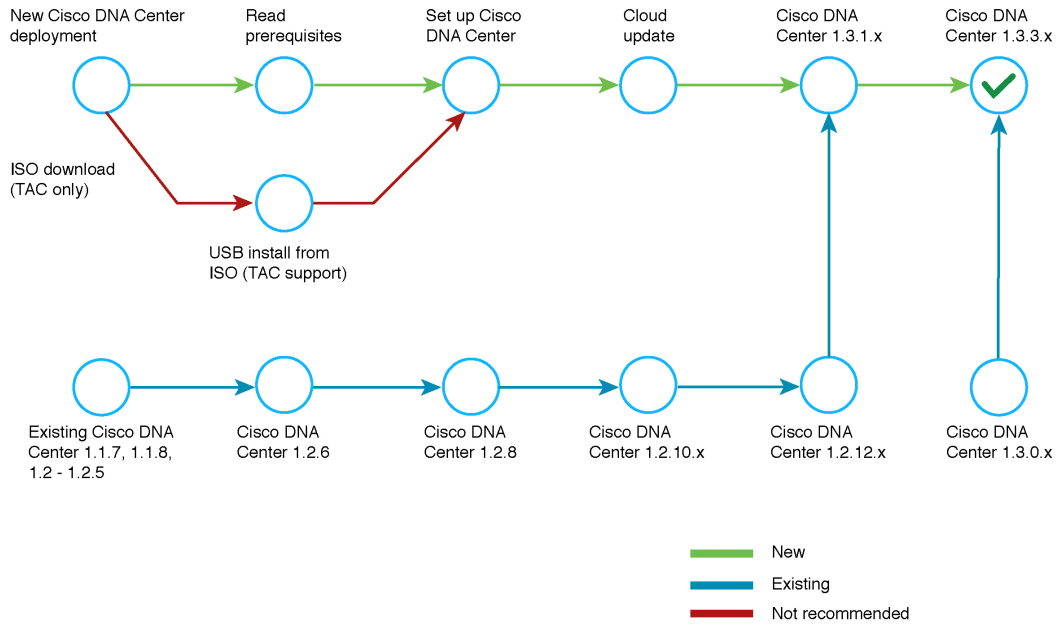 New Cisco DNA Center
deployment
Read
prerequisites
Set up Cisco
DNA Center
Cloud
update
Cisco DNA
Center 1.3.1.x
Cisco DNA
Center 1.3.3.x
ISO download
(TAC only)
USB install from
ISO (TAC support)
Existing Cisco DNA
Center 1.1.7, 1.1.8,
1.2 - 1.2.5
Cisco DNA
Center 1.2.6
Cisco DNA
Center 1.2.8
Cisco DNA
Center 1.2.10.x
Cisco DNA
Center 1.2.12.x
Cisco DNA
Center 1.3.0.x
New
Existing
Not recommended